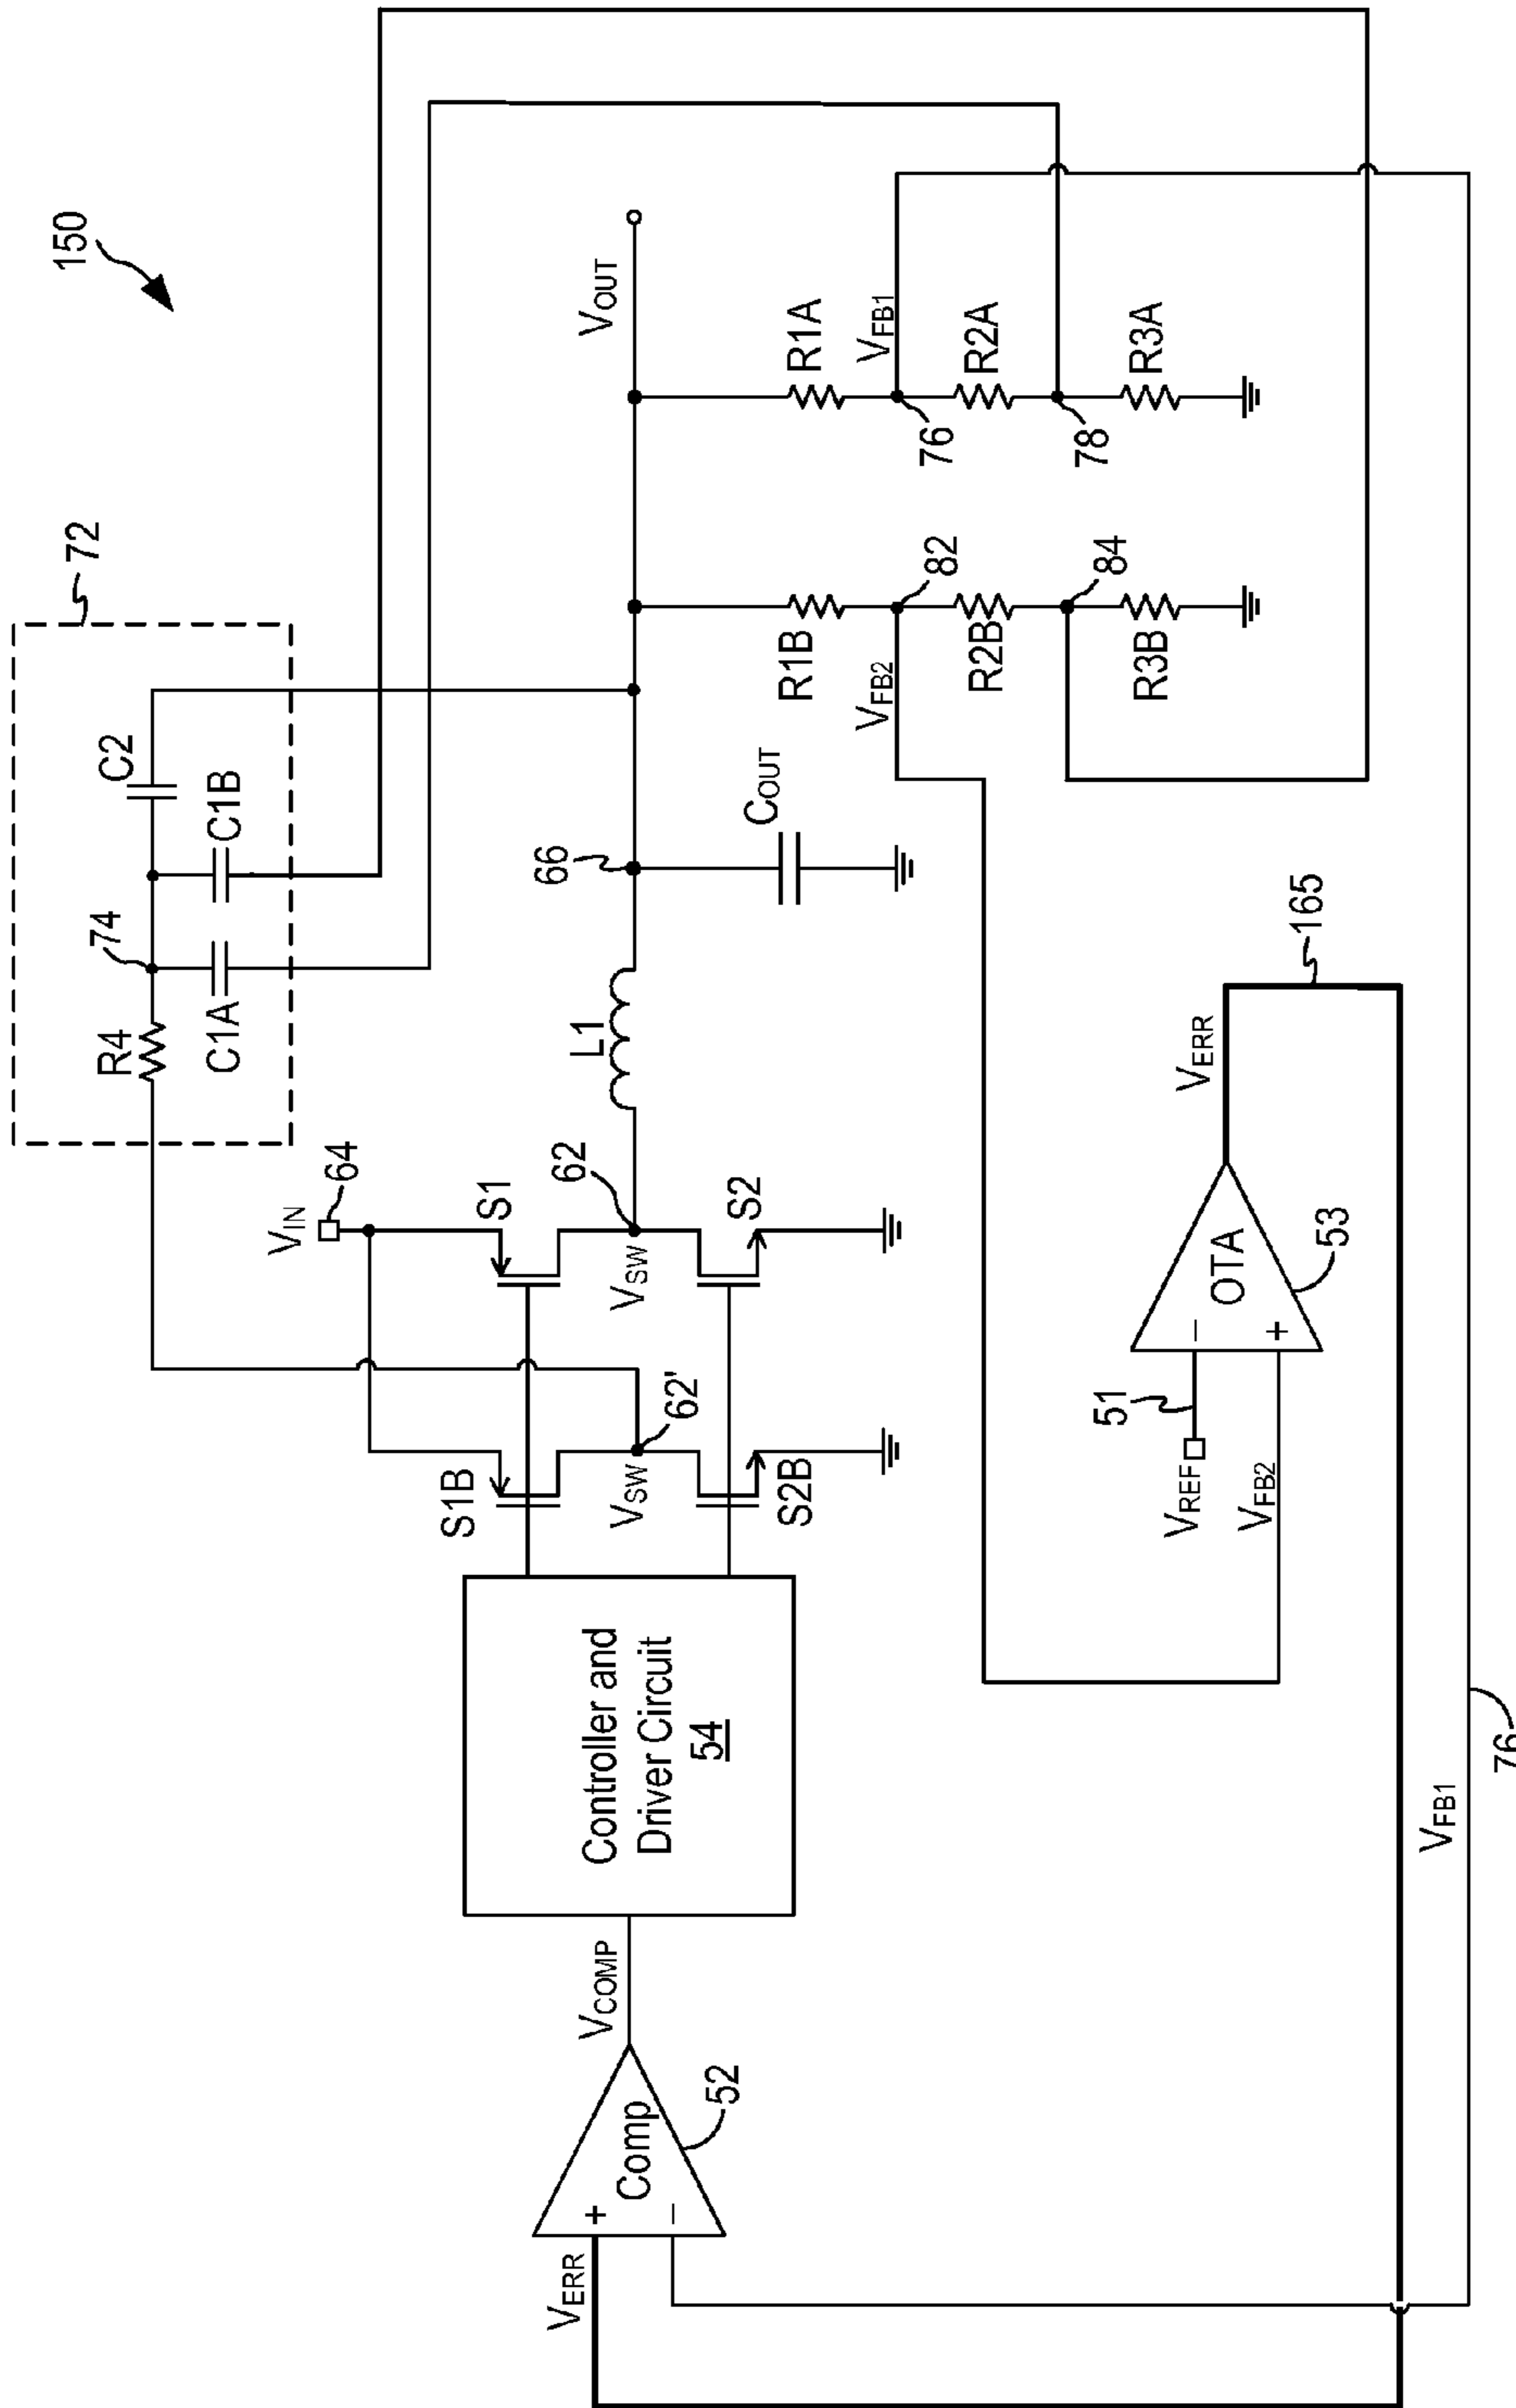 150
72
C2
C1B
74
R4
C1A
VIN
64
S1
S1B
VSW
62
VSW
62'
S2
S2B
L1
66
COUT
VOUT
R1B
VFB2
82
R2B
84
R3B
R1A
VFB1
76
R2A
78
R3A
Controller and
Driver Circuit
54
VCOMP
Comp
+
−
52
VERR
VREF
51
VFB2
−
+
OTA
53
VERR
165
VFB1
76